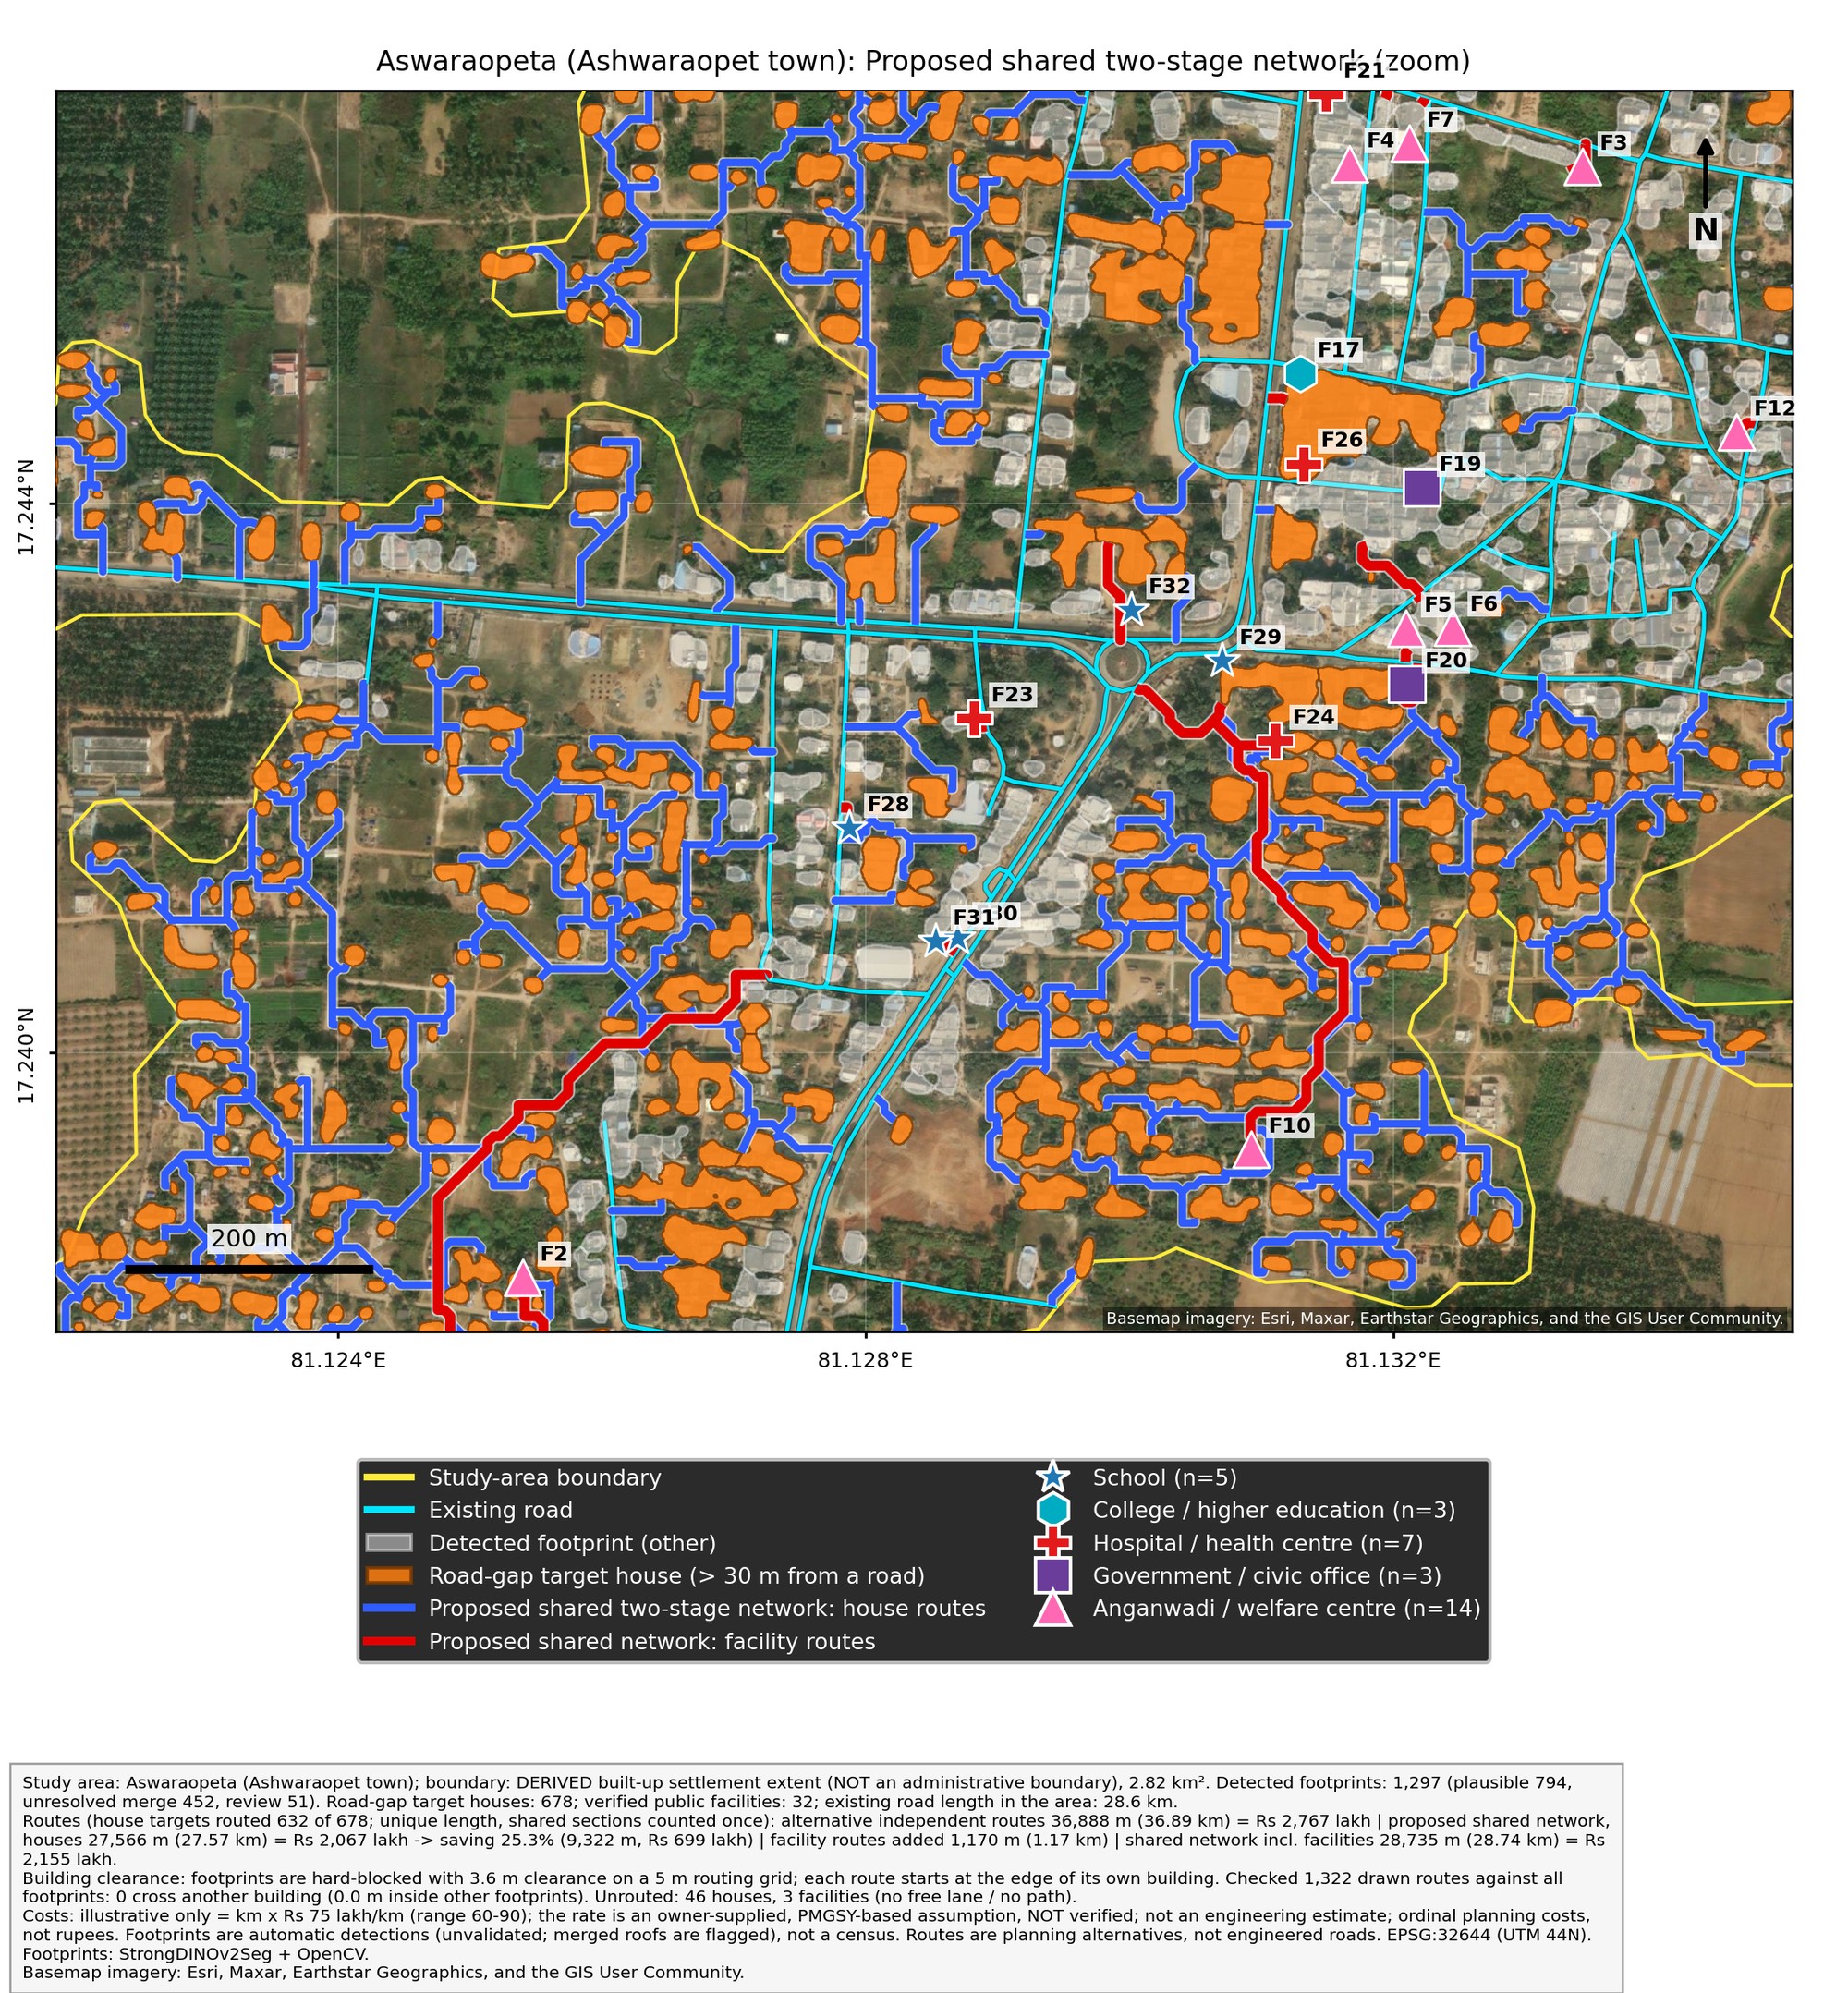 Aswaraopeta (Ashwaraopet town): Proposed shared two-stage network (zoom)
F21
F7
F4
F3
N
F17
F12
F26
F19
17.244°N
F32
F5
F6
F29
F20
F23
F24
F28
F31
17.240°N
F10
200 m
F2
Basemap imagery: Esri, Maxar, Earthstar Geographics, and the GIS User Community.
81.124°E
81.128°E
81.132°E
Study-area boundary
Existing road
Detected footprint (other)
Road-gap target house (> 30 m from a road)
Proposed shared two-stage network: house routes
Proposed shared network: facility routes
School (n=5)
College / higher education (n=3)
Hospital / health centre (n=7)
Government / civic office (n=3)
Anganwadi / welfare centre (n=14)
Study area: Aswaraopeta (Ashwaraopet town); boundary: DERIVED built-up settlement extent (NOT an administrative boundary), 2.82 km². Detected footprints: 1,297 (plausible 794,
unresolved merge 452, review 51). Road-gap target houses: 678; verified public facilities: 32; existing road length in the area: 28.6 km.
Routes (house targets routed 632 of 678; unique length, shared sections counted once): alternative independent routes 36,888 m (36.89 km) = Rs 2,767 lakh | proposed shared network,
houses 27,566 m (27.57 km) = Rs 2,067 lakh -> saving 25.3% (9,322 m, Rs 699 lakh) | facility routes added 1,170 m (1.17 km) | shared network incl. facilities 28,735 m (28.74 km) = Rs
2,155 lakh.
Building clearance: footprints are hard-blocked with 3.6 m clearance on a 5 m routing grid; each route starts at the edge of its own building. Checked 1,322 drawn routes against all
footprints: 0 cross another building (0.0 m inside other footprints). Unrouted: 46 houses, 3 facilities (no free lane / no path).
Costs: illustrative only = km x Rs 75 lakh/km (range 60-90); the rate is an owner-supplied, PMGSY-based assumption, NOT verified; not an engineering estimate; ordinal planning costs,
not rupees. Footprints are automatic detections (unvalidated; merged roofs are flagged), not a census. Routes are planning alternatives, not engineered roads. EPSG:32644 (UTM 44N).
Footprints: StrongDINOv2Seg + OpenCV.
Basemap imagery: Esri, Maxar, Earthstar Geographics, and the GIS User Community.